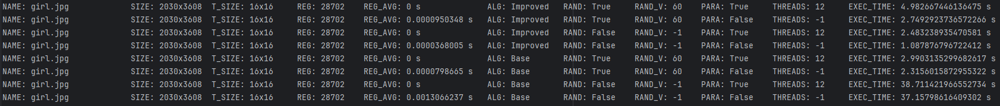 NAME: girl.jpg SIZE: 2030x3608 T_SIZE: 16x16 REG: 28702 REG_AVG: 0 s ALG: Improved RAND: True RAND_V: 60 PARA: True THREADS: 12 EXEC_TIME: 4.982667446136475 s
NAME: girl.jpg SIZE: 2030x3608 T_SIZE: 16x16 REG: 28702 REG_AVG: 0.0000950348 s ALG: Improved RAND: True RAND_V: 60 PARA: False THREADS: -1 EXEC_TIME: 2.7492923736572266 s
NAME: girl.jpg SIZE: 2030x3608 T_SIZE: 16x16 REG: 28702 REG_AVG: 0 s ALG: Improved RAND: False RAND_V: -1 PARA: True THREADS: 12 EXEC_TIME: 2.483238935470581 s
NAME: girl.jpg SIZE: 2030x3608 T_SIZE: 16x16 REG: 28702 REG_AVG: 0.0000368005 s ALG: Improved RAND: False RAND_V: -1 PARA: False THREADS: -1 EXEC_TIME: 1.087876796722412 s
NAME: girl.jpg SIZE: 2030x3608 T_SIZE: 16x16 REG: 28702 REG_AVG: 0 s ALG: Base RAND: True RAND_V: 60 PARA: True THREADS: 12 EXEC_TIME: 2.9903135299682617 s
NAME: girl.jpg SIZE: 2030x3608 T_SIZE: 16x16 REG: 28702 REG_AVG: 0.0000798665 s ALG: Base RAND: True RAND_V: 60 PARA: False THREADS: -1 EXEC_TIME: 2.3156015872955322 s
NAME: girl.jpg SIZE: 2030x3608 T_SIZE: 16x16 REG: 28702 REG_AVG: 0 s ALG: Base RAND: False RAND_V: -1 PARA: True THREADS: 12 EXEC_TIME: 38.711421966552734 s
NAME: girl.jpg SIZE: 2030x3608 T_SIZE: 16x16 REG: 28702 REG_AVG: 0.0013066237 s ALG: Base RAND: False RAND_V: -1 PARA: False THREADS: -1 EXEC_TIME: 37.15798616409302 s